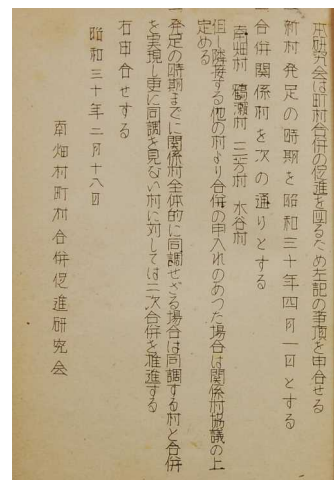 本研究会は町村合併の促進を図るため左記の事項を申合せる
一新村発足の時期を昭和三十年四月一日とする
一合併関係村を次の通りとする
南畑村 鶴瀬村 三芳村 水谷村
但し隣接する他の村より合併の申入れのあつた場合は関係村協議の上
定める
一発足の時期までに関係村全体的に同調せざる場合は同調する村と合併
を実現し更に同調を見ない村に対しては二次合併を推進する
右申合せする
昭和三十年二月十八日
南畑村町村合併促進研究会